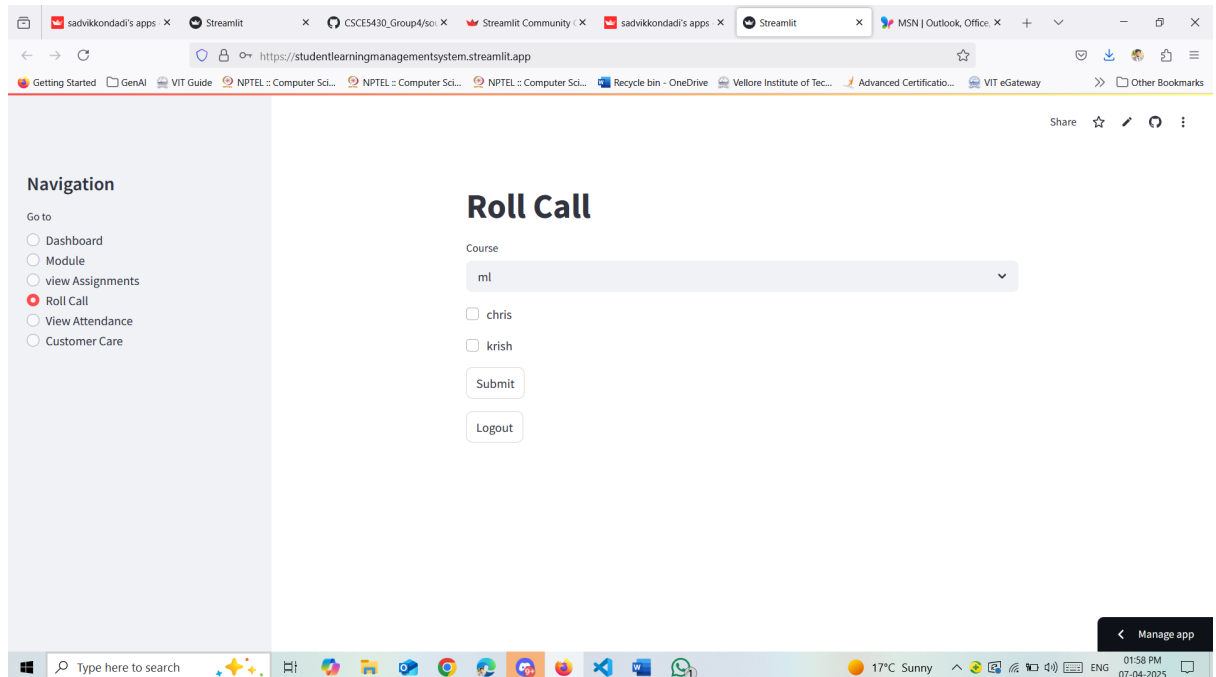 sadvikkondadi's apps - Streamlit CSCE5430_Group4/sou Streamlit Community C sadvikkondadi's apps - Streamlit MSN | Outlook, Office,
https://studentlearningmanagementsystem.streamlit.app
Getting Started GenAI VIT Guide NPTEL :: Computer Sci... NPTEL :: Computer Sci... NPTEL :: Computer Sci... Recycle bin - OneDrive Vellore Institute of Tec... Advanced Certificatio... VIT eGateway Other Bookmarks
Share
Navigation
Go to
Dashboard
Module
view Assignments
Roll Call
View Attendance
Customer Care
Roll Call
Course
ml
chris
krish
Submit
Logout
Manage app
Type here to search 17°C Sunny ENG 01:58 PM
07-04-2025